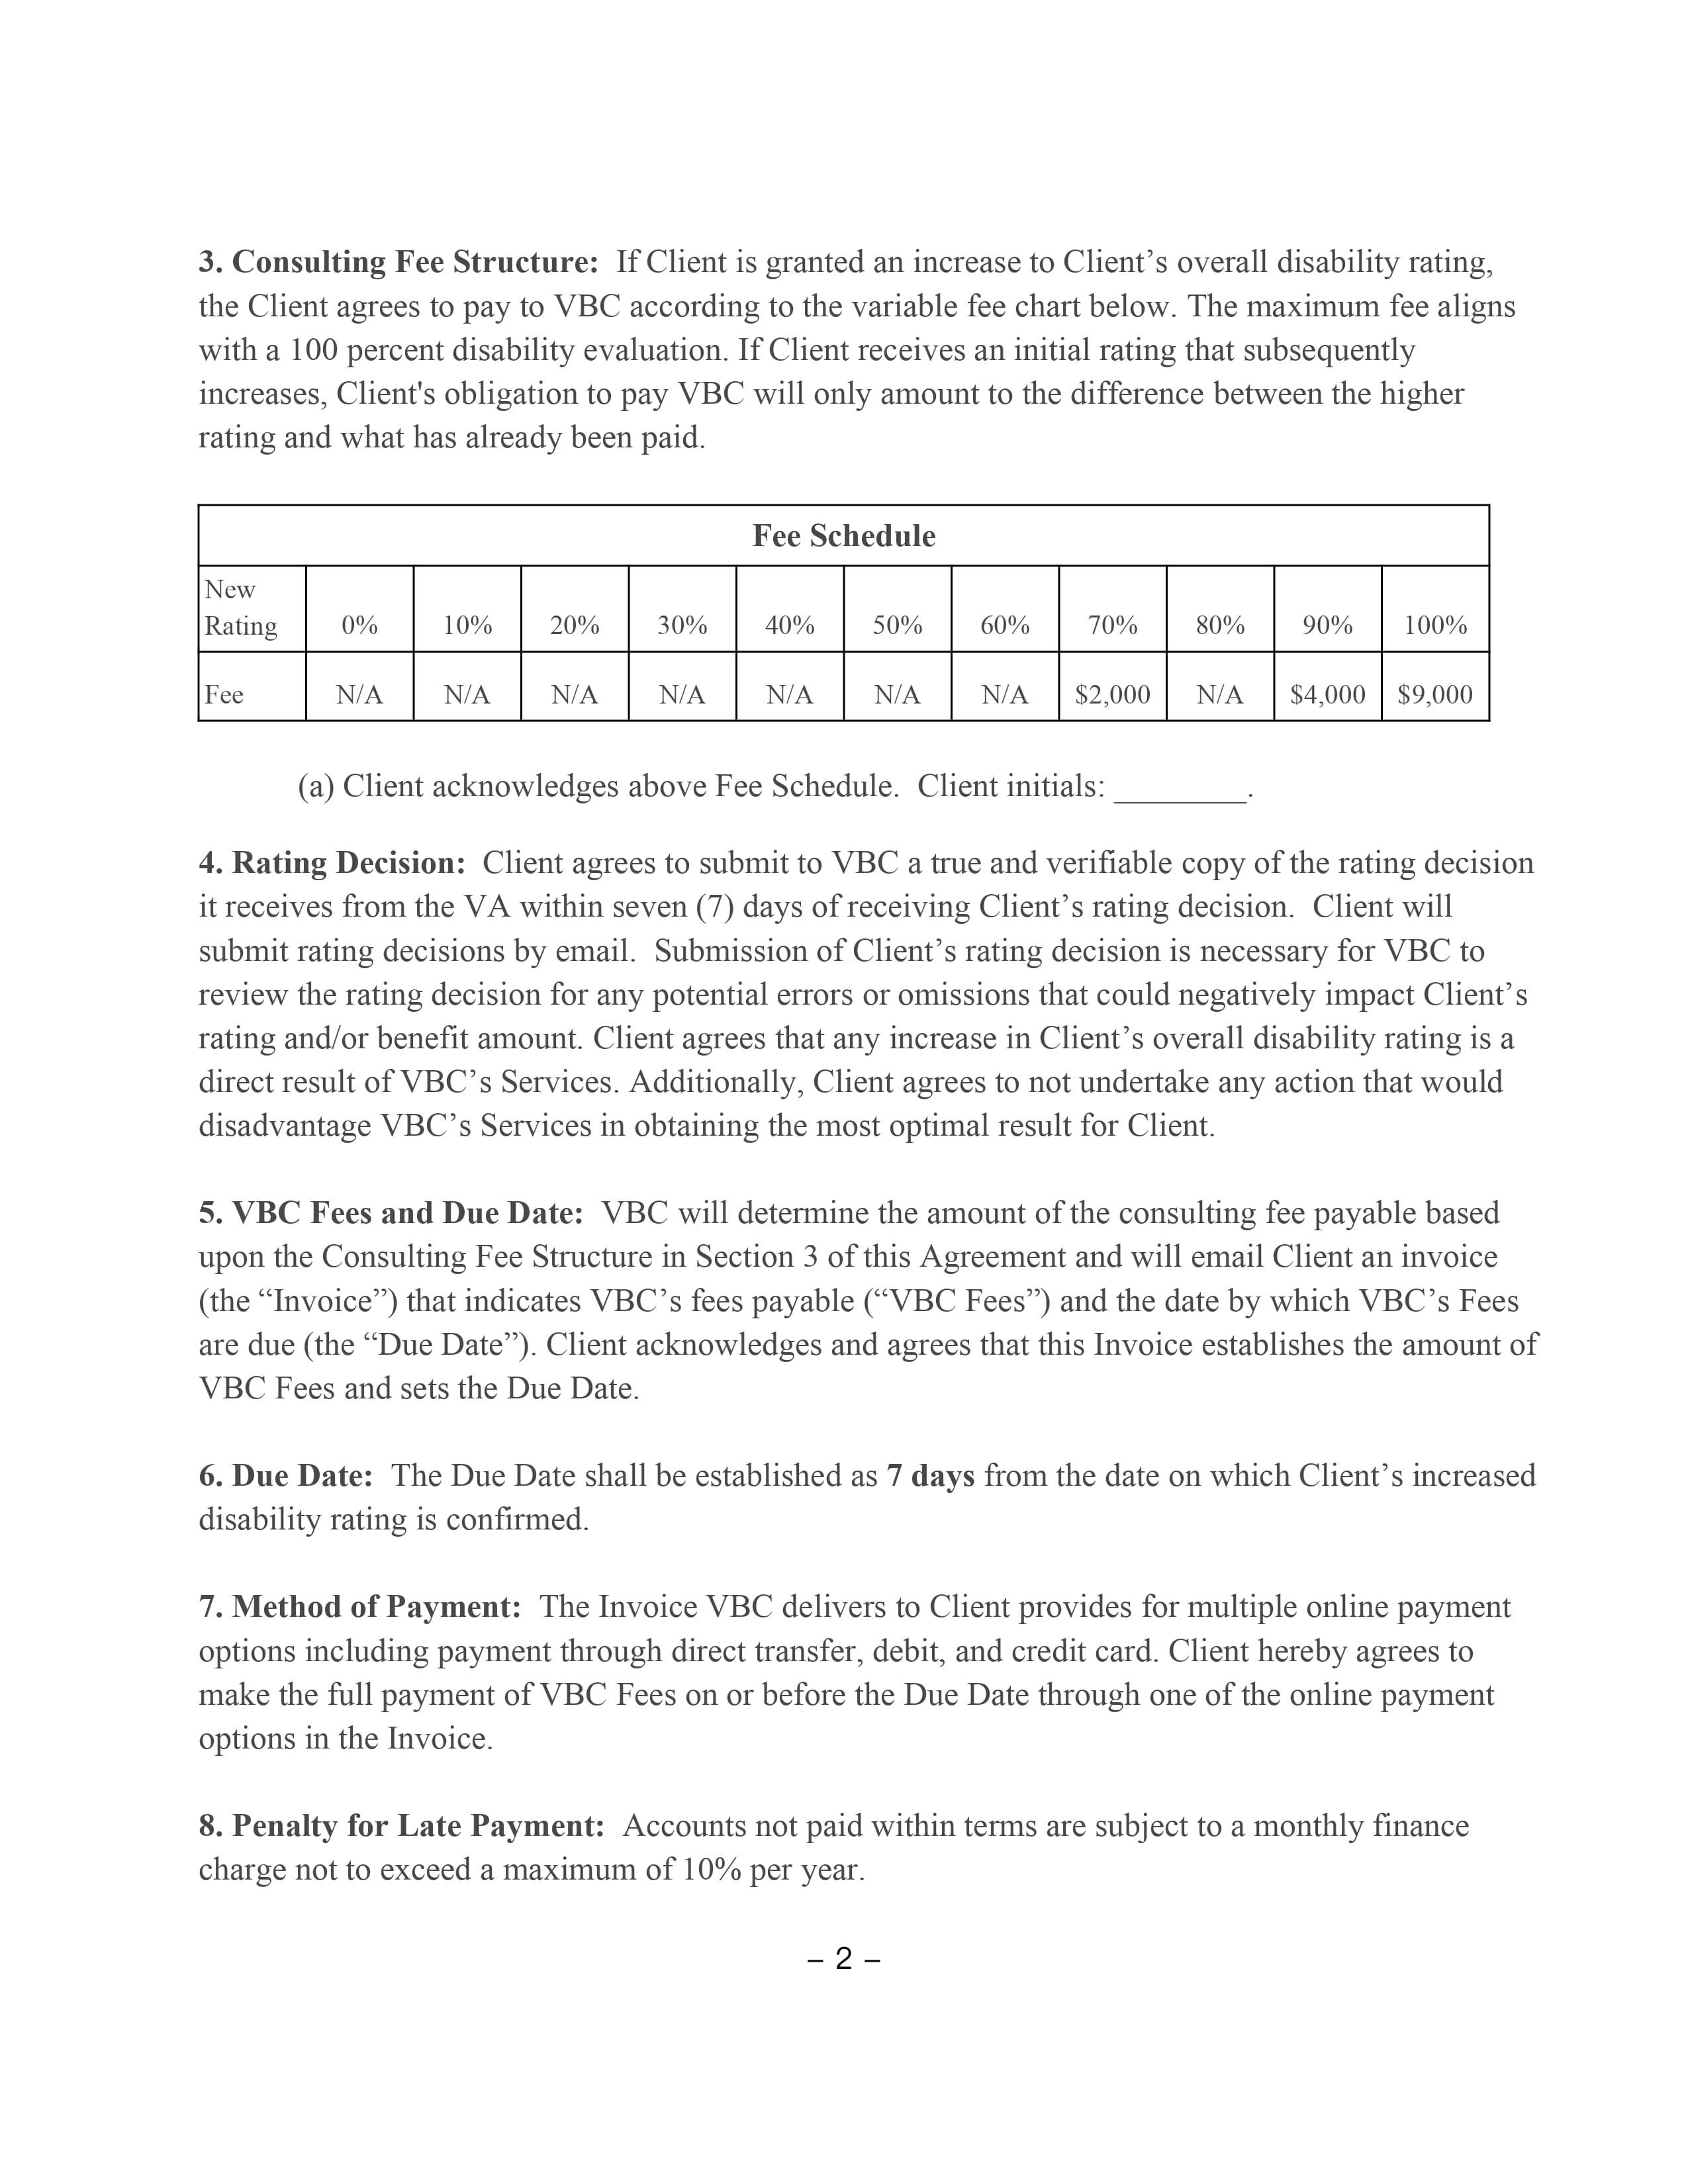 3. Consulting Fee Structure:  If Client is granted an increase to Client’s overall disability rating,
the Client agrees to pay to VBC according to the variable fee chart below. The maximum fee aligns
with a 100 percent disability evaluation. If Client receives an initial rating that subsequently
increases, Client's obligation to pay VBC will only amount to the difference between the higher
rating and what has already been paid.
Fee Schedule
New
Rating 0% 10% 20% 30% 40% 50% 60% 70% 80% 90% 100%
Fee N/A N/A N/A N/A N/A N/A N/A $2,000 N/A $4,000 $9,000
(a) Client acknowledges above Fee Schedule.  Client initials: ________.
4. Rating Decision:  Client agrees to submit to VBC a true and verifiable copy of the rating decision
it receives from the VA within seven (7) days of receiving Client’s rating decision.  Client will
submit rating decisions by email.  Submission of Client’s rating decision is necessary for VBC to
review the rating decision for any potential errors or omissions that could negatively impact Client’s
rating and/or benefit amount. Client agrees that any increase in Client’s overall disability rating is a
direct result of VBC’s Services. Additionally, Client agrees to not undertake any action that would
disadvantage VBC’s Services in obtaining the most optimal result for Client.
5. VBC Fees and Due Date:  VBC will determine the amount of the consulting fee payable based
upon the Consulting Fee Structure in Section 3 of this Agreement and will email Client an invoice
(the “Invoice”) that indicates VBC’s fees payable (“VBC Fees”) and the date by which VBC’s Fees
are due (the “Due Date”). Client acknowledges and agrees that this Invoice establishes the amount of
VBC Fees and sets the Due Date.
6. Due Date:  The Due Date shall be established as 7 days from the date on which Client’s increased
disability rating is confirmed.
7. Method of Payment:  The Invoice VBC delivers to Client provides for multiple online payment
options including payment through direct transfer, debit, and credit card. Client hereby agrees to
make the full payment of VBC Fees on or before the Due Date through one of the online payment
options in the Invoice.
8. Penalty for Late Payment:  Accounts not paid within terms are subject to a monthly finance
charge not to exceed a maximum of 10% per year.
– 2 –